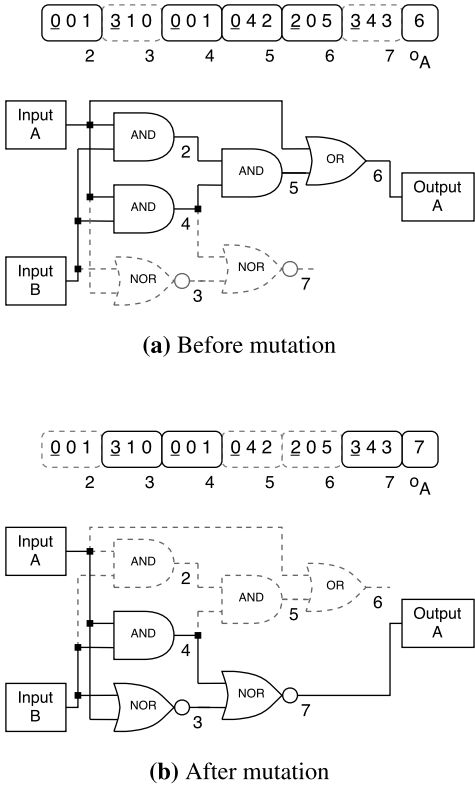 0 0 1 3 1 0 0 0 1 0 4 2 2 0 5 3 4 3 6
2 3 4 5 6 7 oA
Input
A
AND
2
AND
5
OR
6
AND
4
Output
A
Input
B
NOR
3
NOR
7
(a) Before mutation
0 0 1 3 1 0 0 0 1 0 4 2 2 0 5 3 4 3 7
2 3 4 5 6 7 oA
Input
A
AND
2
AND
5
OR
6
AND
4
Output
A
Input
B
NOR
3
NOR
7
(b) After mutation